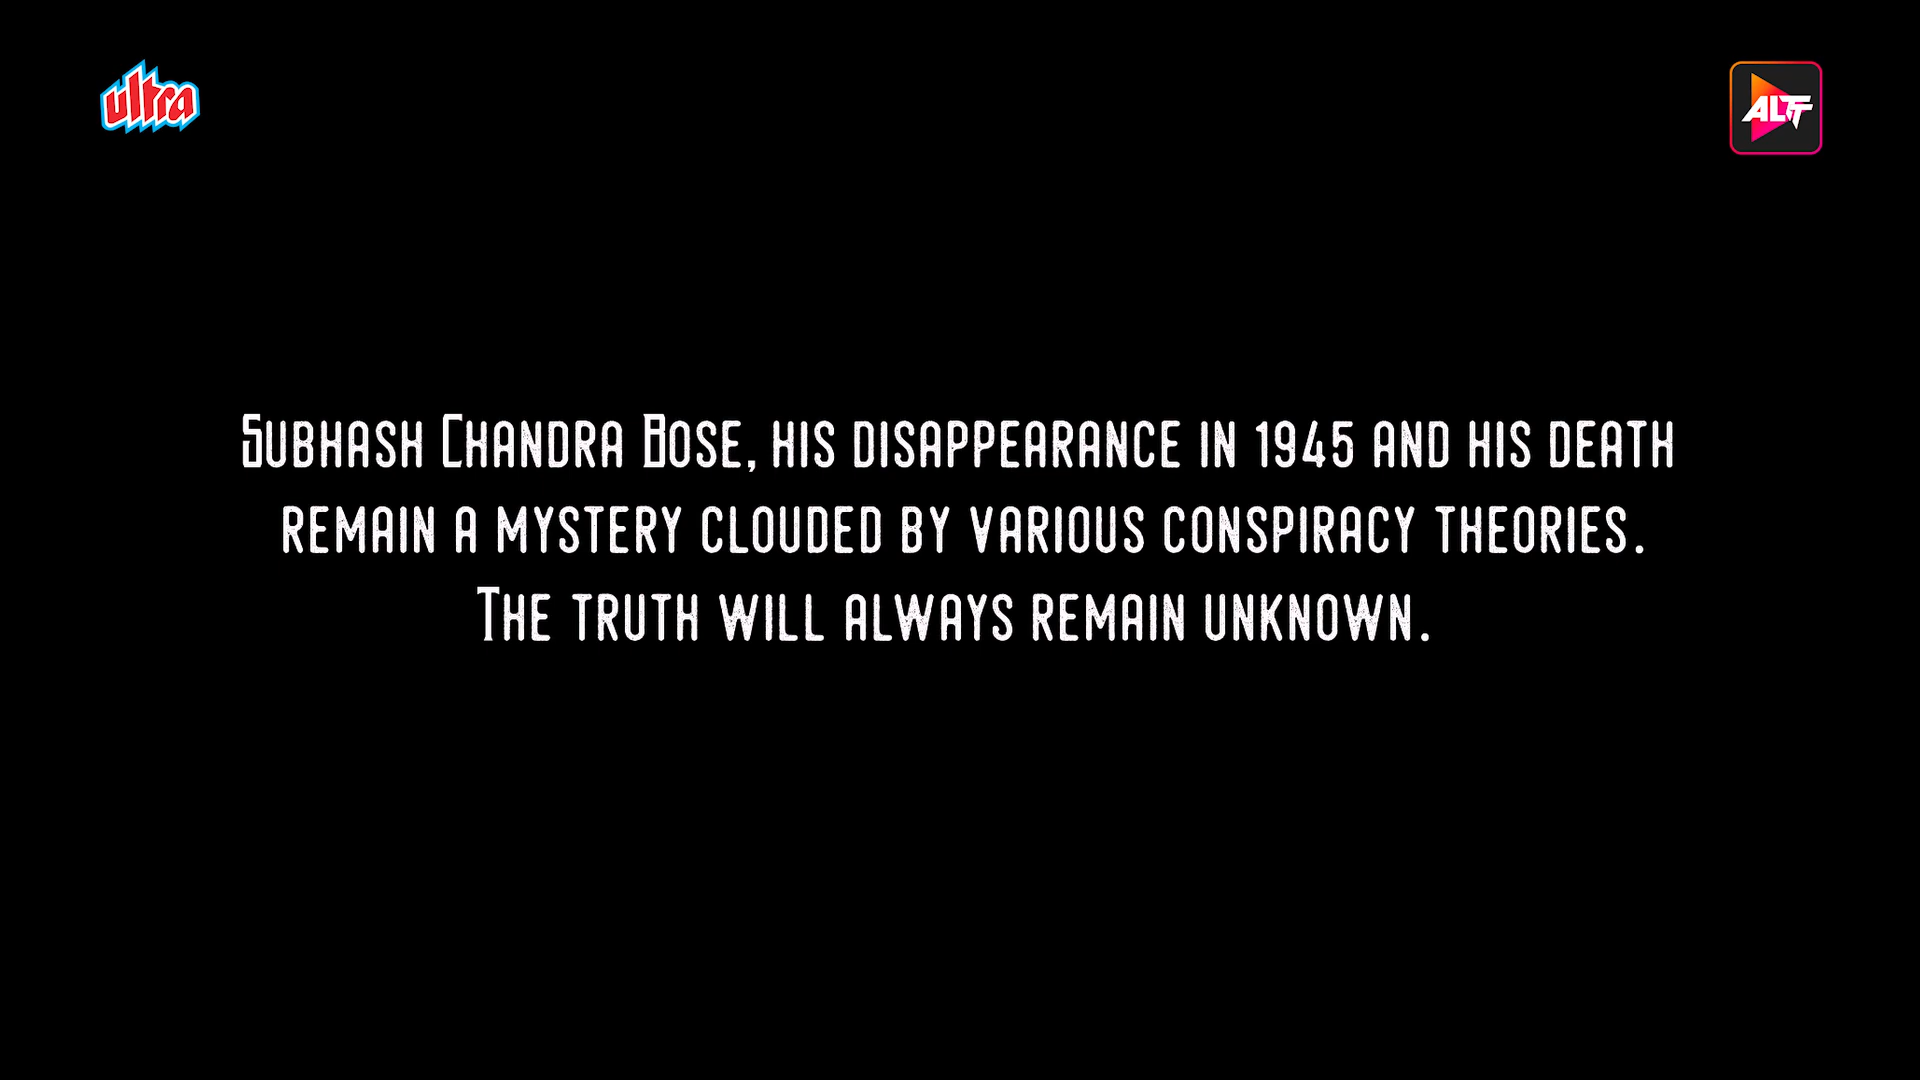 ultra
ALTT
Subhash Chandra Bose, his disappearance in 1945 and his death
remain a mystery clouded by various conspiracy theories.
The truth will always remain unknown.